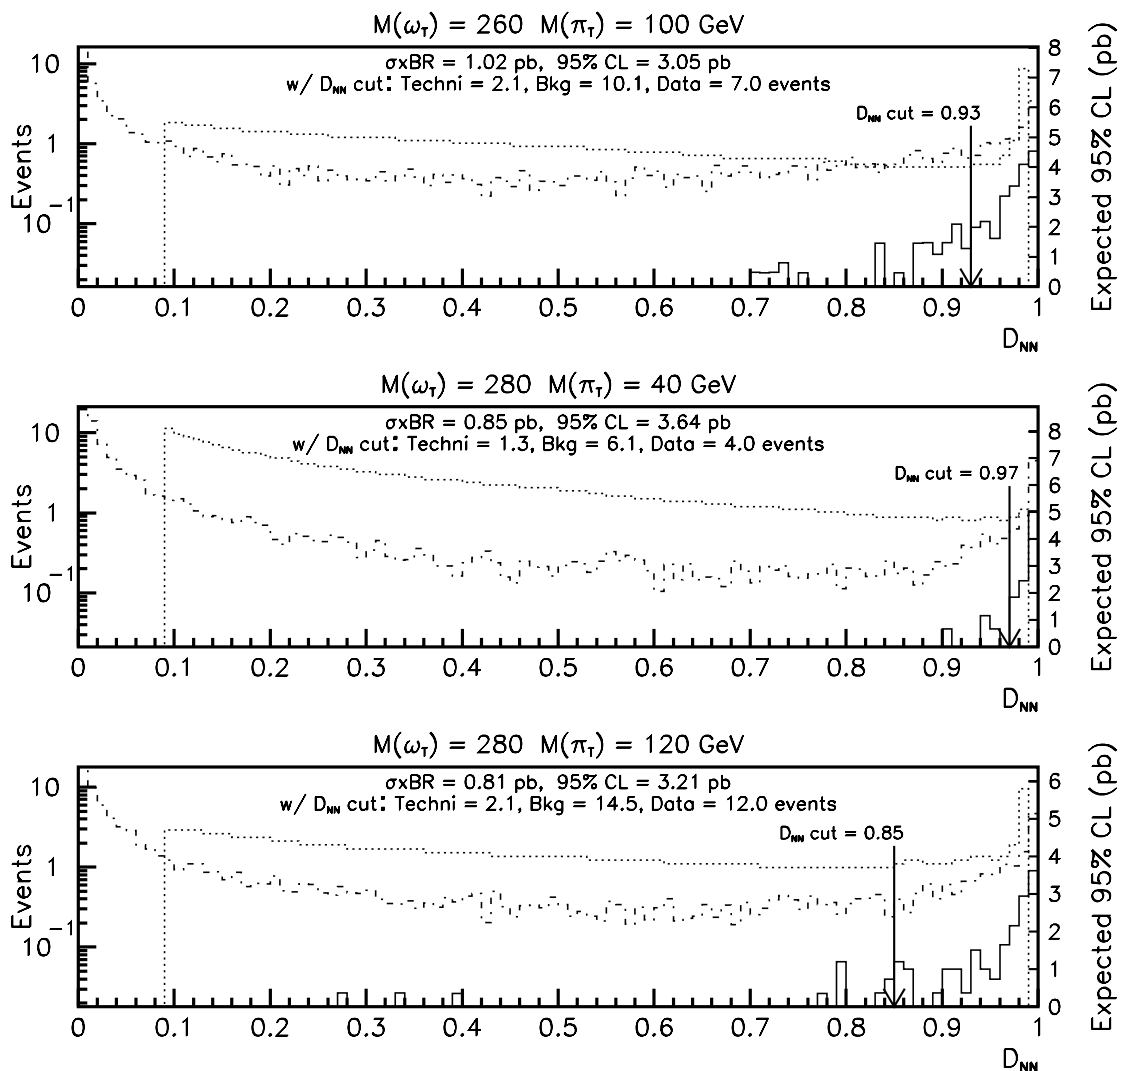 M(ω_T) = 260 M(π_T) = 100 GeV
σxBR = 1.02 pb, 95% CL = 3.05 pb
w/ D_NN cut: Techni = 2.1, Bkg = 10.1, Data = 7.0 events
D_NN cut = 0.93
Events
10
1
10^-1
Expected 95% CL (pb)
8
7
6
5
4
3
2
1
0
0 0.1 0.2 0.3 0.4 0.5 0.6 0.7 0.8 0.9 1
D_NN
M(ω_T) = 280 M(π_T) = 40 GeV
σxBR = 0.85 pb, 95% CL = 3.64 pb
w/ D_NN cut: Techni = 1.3, Bkg = 6.1, Data = 4.0 events
D_NN cut = 0.97
Events
10
1
10^-1
Expected 95% CL (pb)
8
7
6
5
4
3
2
1
0
0 0.1 0.2 0.3 0.4 0.5 0.6 0.7 0.8 0.9 1
D_NN
M(ω_T) = 280 M(π_T) = 120 GeV
σxBR = 0.81 pb, 95% CL = 3.21 pb
w/ D_NN cut: Techni = 2.1, Bkg = 14.5, Data = 12.0 events
D_NN cut = 0.85
Events
10
1
10^-1
Expected 95% CL (pb)
6
5
4
3
2
1
0
0 0.1 0.2 0.3 0.4 0.5 0.6 0.7 0.8 0.9 1
D_NN